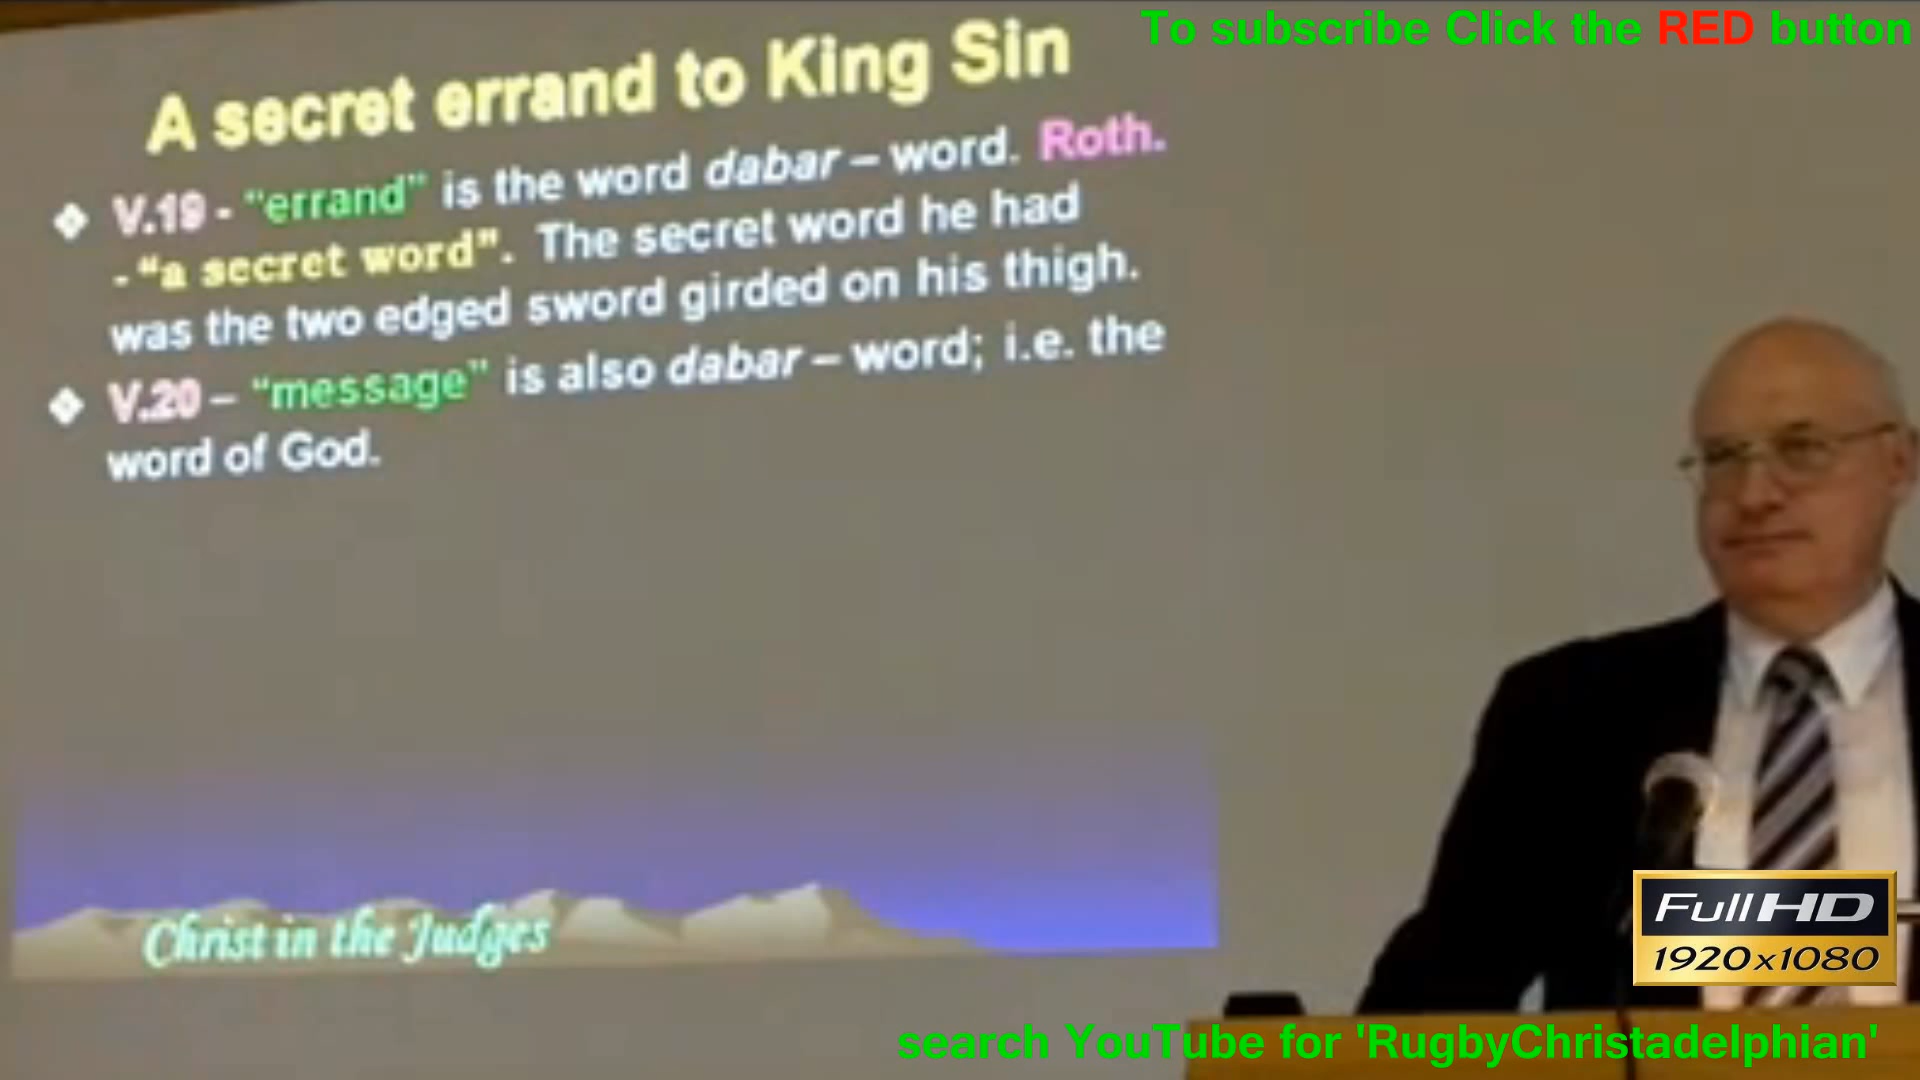 To subscribe Click the RED button
A secret errand to King Sin
❖ V.19 - “errand” is the word dabar – word. Roth.
- “a secret word”. The secret word he had
was the two edged sword girded on his thigh.
❖ V.20 – “message” is also dabar – word; i.e. the
word of God.
Christ in the Judges
Full HD
1920x1080
search YouTube for 'RugbyChristadelphian'